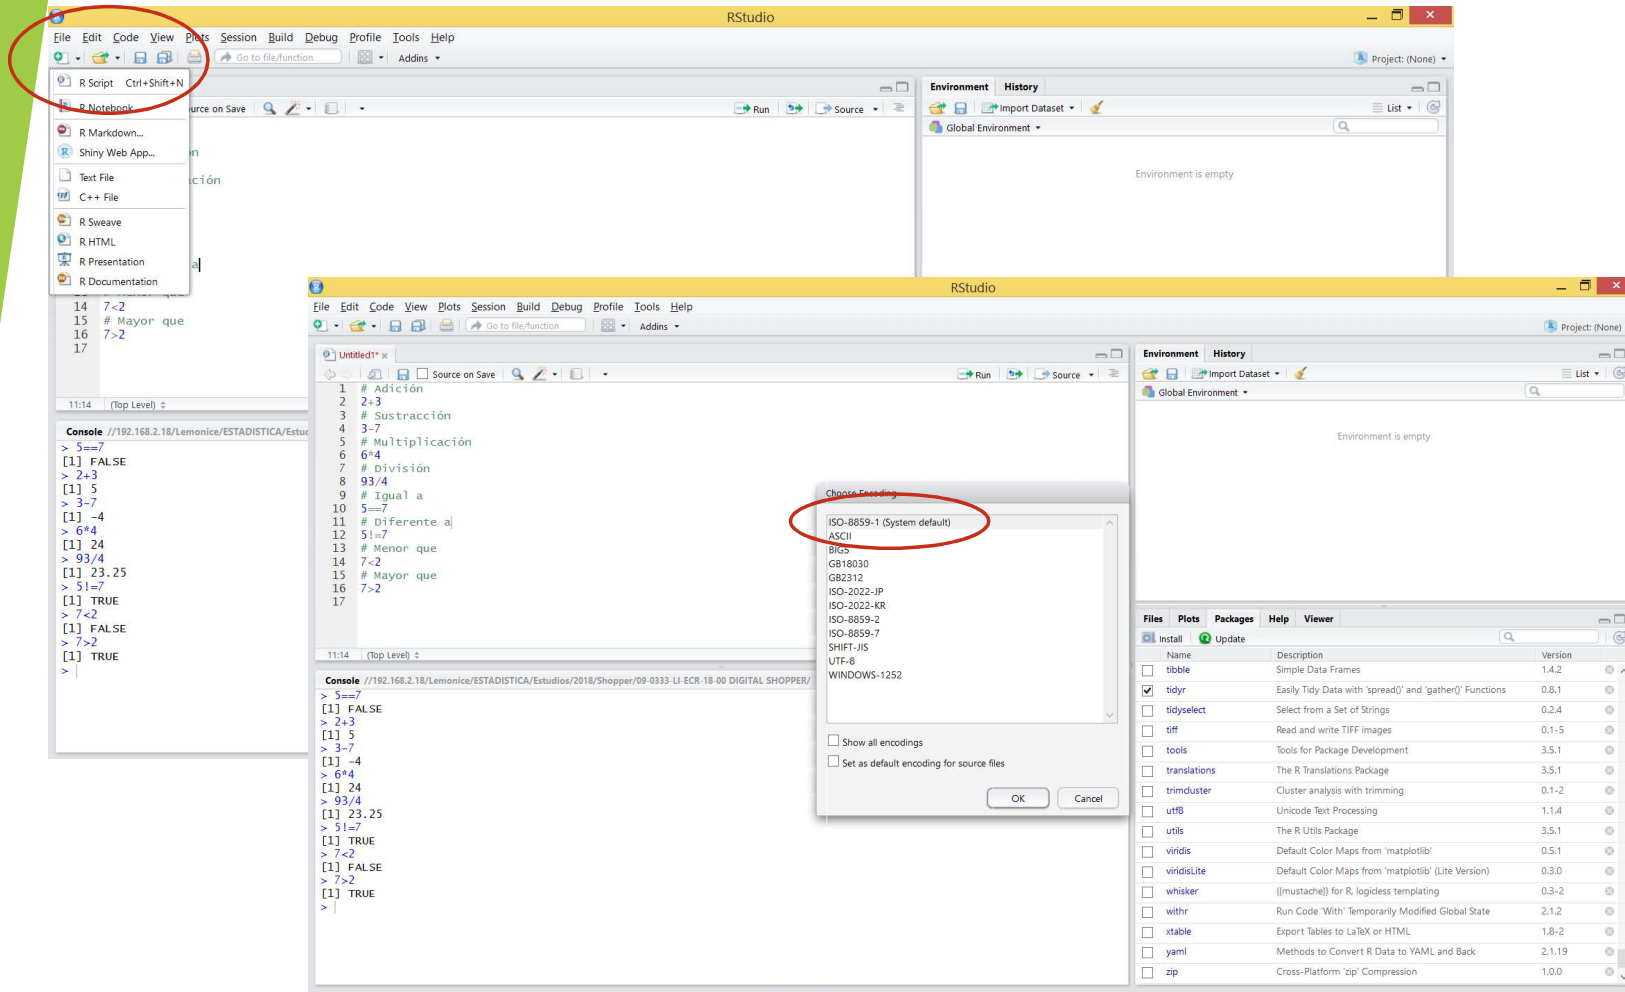 RStudio
File Edit Code View Plots Session Build Debug Profile Tools Help
Go to file/function Addins Project: (None)
R Script Ctrl+Shift+N
R Notebook
R Markdown...
Shiny Web App...
Text File
C++ File
R Sweave
R HTML
R Presentation
R Documentation
urce on Save Run Source
ón
ación
a
14 7<2
15 # Mayor que
16 7>2
17
11:14 (Top Level)
Environment History
Import Dataset List
Global Environment
Environment is empty
Console //192.168.2.18/Lemonice/ESTADISTICA/Estu
> 5==7
[1] FALSE
> 2+3
[1] 5
> 3-7
[1] -4
> 6*4
[1] 24
> 93/4
[1] 23.25
> 5!=7
[1] TRUE
> 7<2
[1] FALSE
> 7>2
[1] TRUE
>
RStudio
File Edit Code View Plots Session Build Debug Profile Tools Help
Go to file/function Addins Project: (None)
Untitled1*
Source on Save Run Source
1 # Adición
2 2+3
3 # Sustracción
4 3-7
5 # Multiplicación
6 6*4
7 # División
8 93/4
9 # Igual a
10 5==7
11 # Diferente a
12 5!=7
13 # Menor que
14 7<2
15 # Mayor que
16 7>2
17
11:14 (Top Level)
Console //192.168.2.18/Lemonice/ESTADISTICA/Estudios/2018/Shopper/09-0333-LI-ECR-18-00 DIGITAL SHOPPER/
> 5==7
[1] FALSE
> 2+3
[1] 5
> 3-7
[1] -4
> 6*4
[1] 24
> 93/4
[1] 23.25
> 5!=7
[1] TRUE
> 7<2
[1] FALSE
> 7>2
[1] TRUE
>
Choose Encoding
ISO-8859-1 (System default)
ASCII
BIG5
GB18030
GB2312
ISO-2022-JP
ISO-2022-KR
ISO-8859-2
ISO-8859-7
SHIFT-JIS
UTF-8
WINDOWS-1252
Show all encodings
Set as default encoding for source files
OK Cancel
Environment History
Import Dataset List
Global Environment
Environment is empty
Files Plots Packages Help Viewer
Install Update
Name Description Version
tibble Simple Data Frames 1.4.2
tidyr Easily Tidy Data with 'spread()' and 'gather()' Functions 0.8.1
tidyselect Select from a Set of Strings 0.2.4
tiff Read and write TIFF images 0.1-5
tools Tools for Package Development 3.5.1
translations The R Translations Package 3.5.1
trimcluster Cluster analysis with trimming 0.1-2
utf8 Unicode Text Processing 1.1.4
utils The R Utils Package 3.5.1
viridis Default Color Maps from 'matplotlib' 0.5.1
viridisLite Default Color Maps from 'matplotlib' (Lite Version) 0.3.0
whisker {{mustache}} for R, logicless templating 0.3-2
withr Run Code 'With' Temporarily Modified Global State 2.1.2
xtable Export Tables to LaTeX or HTML 1.8-2
yaml Methods to Convert R Data to YAML and Back 2.1.19
zip Cross-Platform 'zip' Compression 1.0.0